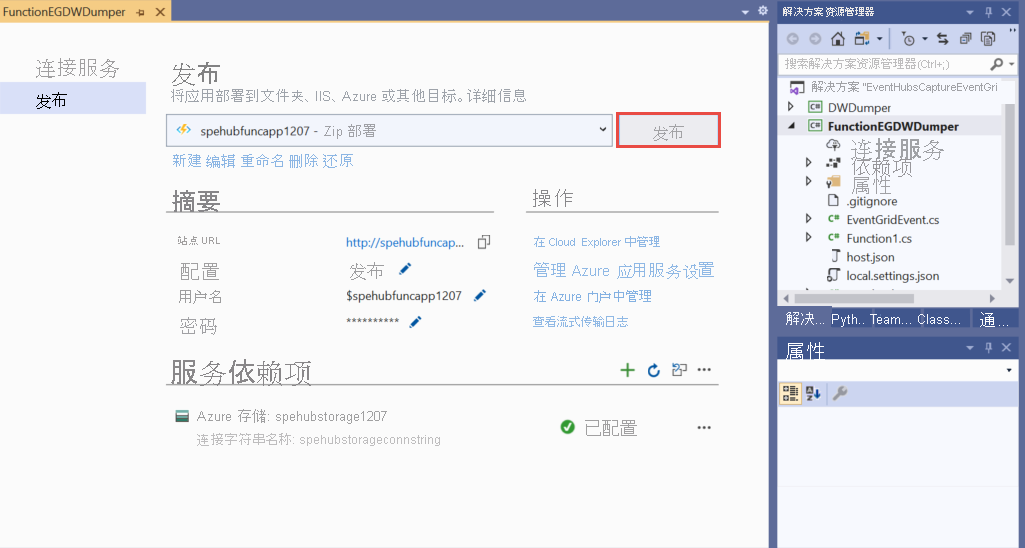 FunctionEGDWDumper
连接服务
发布
发布
将应用部署到文件夹、IIS、Azure 或其他目标。详细信息
spehubfuncapp1207 - Zip 部署
发布
新建 编辑 重命名 删除 还原
摘要
操作
站点 URL
http://spehubfuncap...
在 Cloud Explorer 中管理
配置
发布
管理 Azure 应用服务设置
用户名
$spehubfuncapp1207
在 Azure 门户中管理
密码
**********
查看流式传输日志
服务依赖项
Azure 存储: spehubstorage1207
连接字符串名称: spehubstorageconnstring
已配置
解决方案资源管理器
搜索解决方案资源管理器(Ctrl+;)
解决方案 "EventHubsCaptureEventGri
DWDumper
FunctionEGDWDumper
连接服务
依赖项
属性
.gitignore
EventGridEvent.cs
Function1.cs
host.json
local.settings.json
解决... Pyth.. Team... Class... 通...
属性